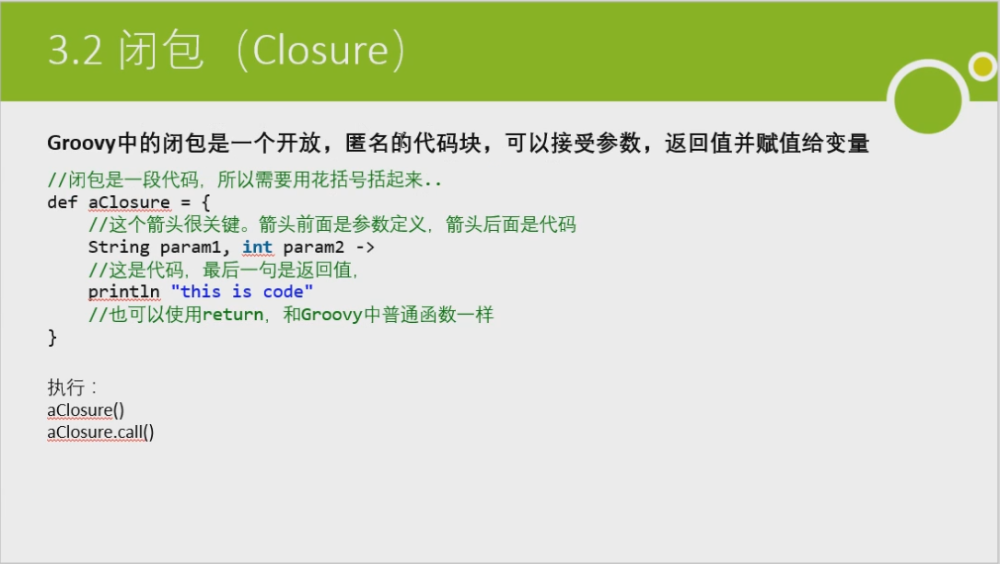 3.2 闭包（Closure）
Groovy中的闭包是一个开放，匿名的代码块，可以接受参数，返回值并赋值给变量
//闭包是一段代码，所以需要用花括号括起来..
def aClosure = {
//这个箭头很关键。箭头前面是参数定义，箭头后面是代码
String param1, int param2 ->
//这是代码，最后一句是返回值，
println "this is code"
//也可以使用return，和Groovy中普通函数一样
}
执行：
aClosure()
aClosure.call()